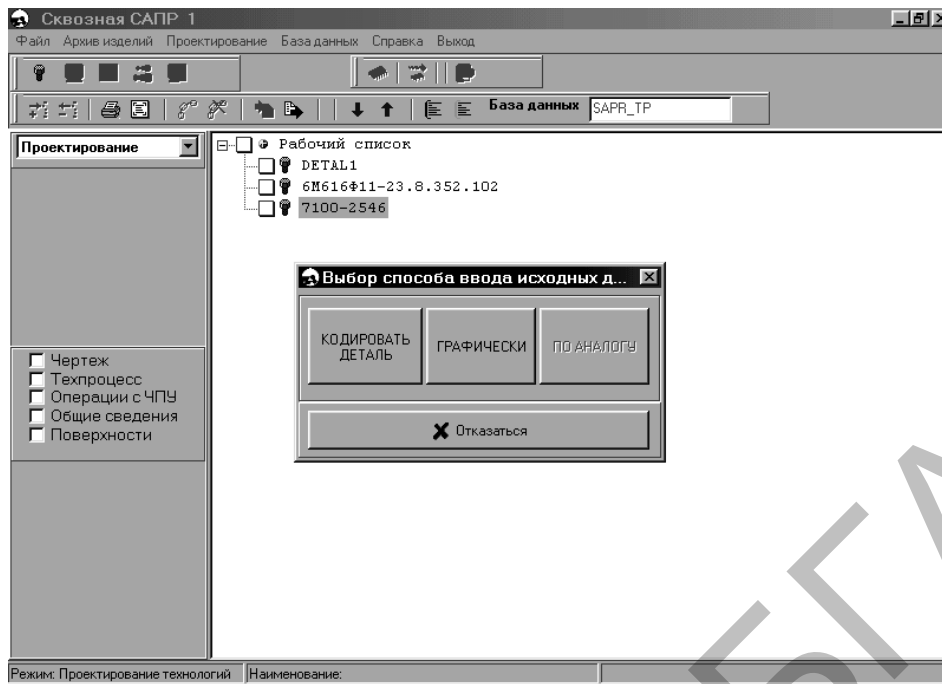 Сквозная САПР 1
Файл Архив изделий Проектирование База данных Справка Выход
База данных SAPR_TP
Проектирование
Рабочий список
DETAL1
6М616Ф11-23.8.352.102
7100-2546
Выбор способа ввода исходных д...
КОДИРОВАТЬ
ДЕТАЛЬ
ГРАФИЧЕСКИ
ПО АНАЛОГУ
Отказаться
Чертеж
Техпроцесс
Операции с ЧПУ
Общие сведения
Поверхности
Режим: Проектирование технологий Наименование:
БГА